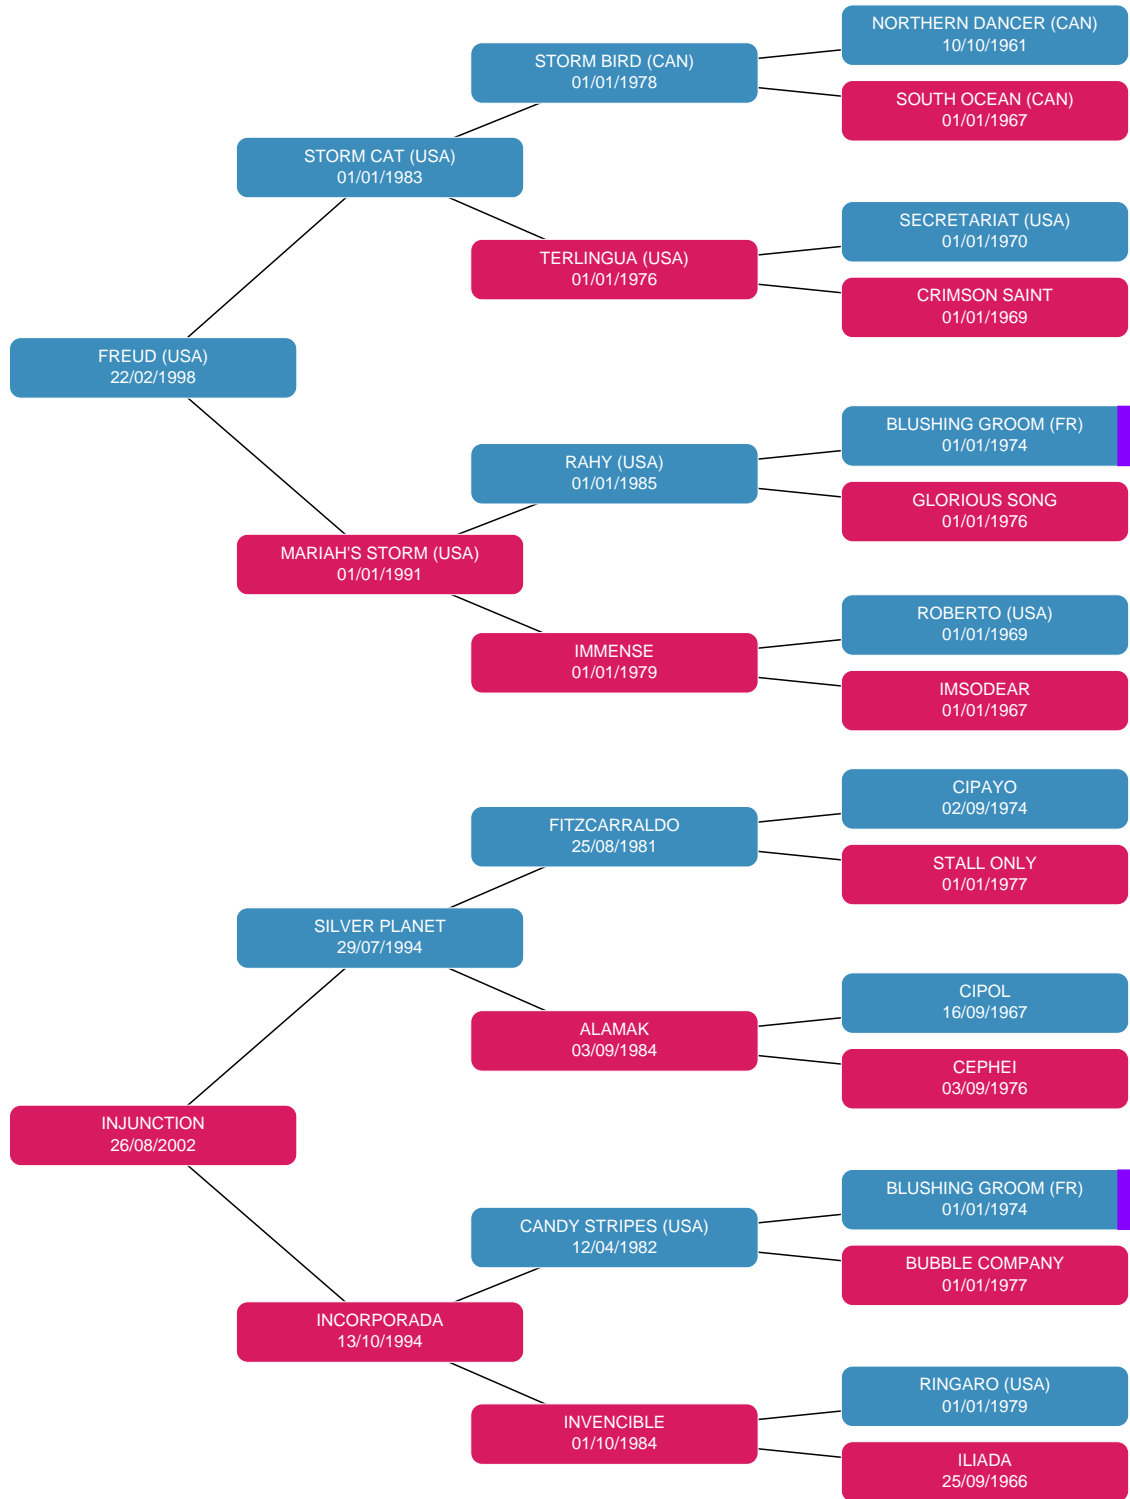 NORTHERN DANCER (CAN)
10/10/1961
STORM BIRD (CAN)
01/01/1978
SOUTH OCEAN (CAN)
01/01/1967
STORM CAT (USA)
01/01/1983
SECRETARIAT (USA)
01/01/1970
TERLINGUA (USA)
01/01/1976
CRIMSON SAINT
01/01/1969
FREUD (USA)
22/02/1998
BLUSHING GROOM (FR)
01/01/1974
RAHY (USA)
01/01/1985
GLORIOUS SONG
01/01/1976
MARIAH'S STORM (USA)
01/01/1991
ROBERTO (USA)
01/01/1969
IMMENSE
01/01/1979
IMSODEAR
01/01/1967
CIPAYO
02/09/1974
FITZCARRALDO
25/08/1981
STALL ONLY
01/01/1977
SILVER PLANET
29/07/1994
CIPOL
16/09/1967
ALAMAK
03/09/1984
CEPHEI
03/09/1976
INJUNCTION
26/08/2002
BLUSHING GROOM (FR)
01/01/1974
CANDY STRIPES (USA)
12/04/1982
BUBBLE COMPANY
01/01/1977
INCORPORADA
13/10/1994
RINGARO (USA)
01/01/1979
INVENCIBLE
01/10/1984
ILIADA
25/09/1966